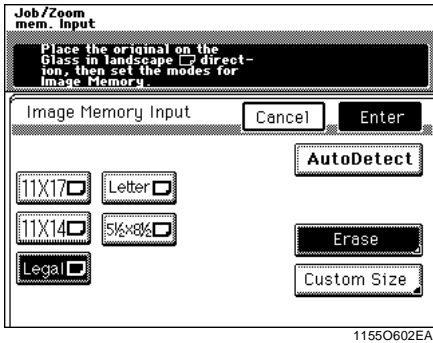 Job/Zoom
mem. Input
Place the original on the
Glass in landscape direct-
ion, then set the modes for
Image Memory.
Image Memory Input
Cancel
Enter
AutoDetect
11X17
Letter
11X14
5½x8½
Erase
Legal
Custom Size
1155O602EA